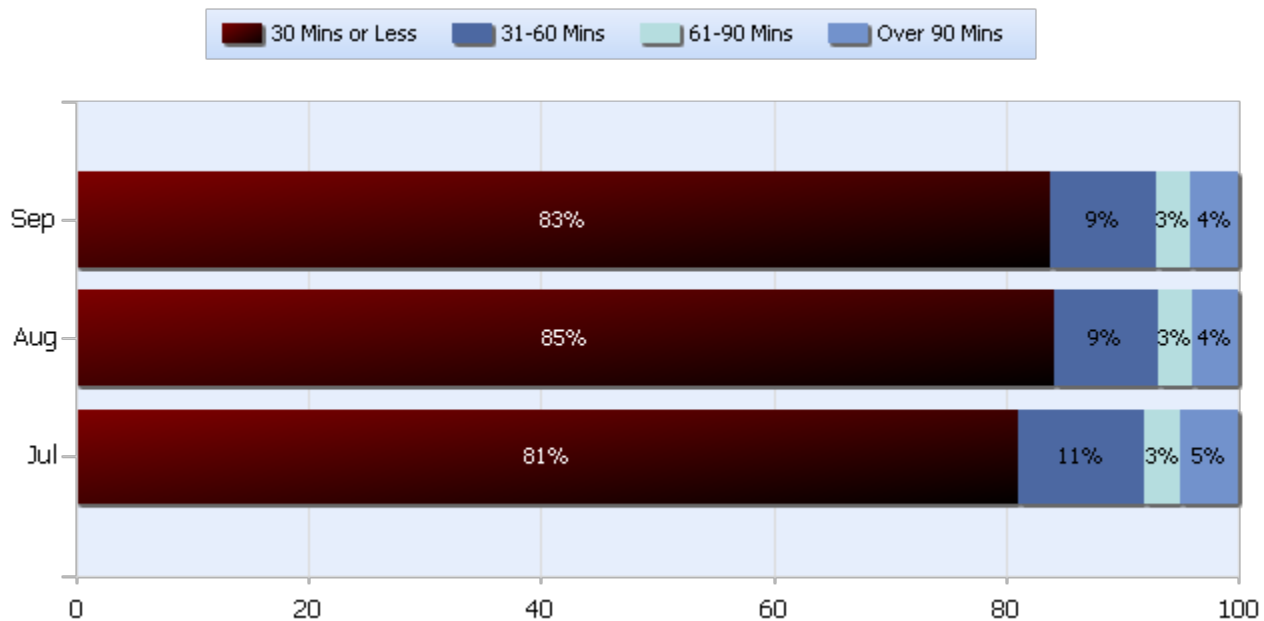 30 Mins or Less 31-60 Mins 61-90 Mins Over 90 Mins
Sep 83% 9% 3% 4%
Aug 85% 9% 3% 4%
Jul 81% 11% 3% 5%
0 20 40 60 80 100